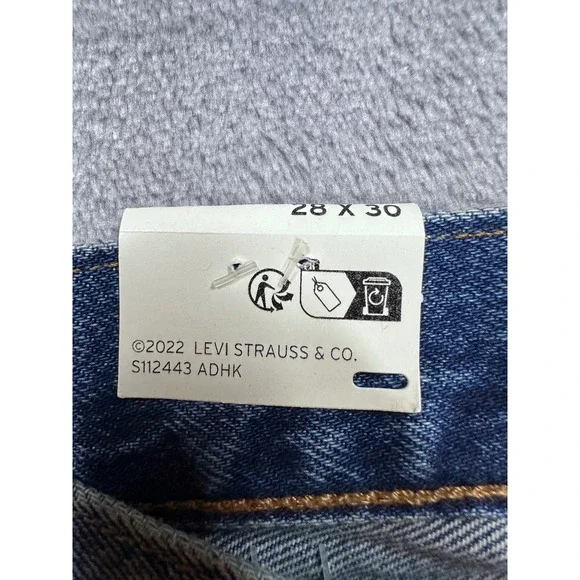 28 X 30
©2022 LEVI STRAUSS & CO.
S112443 ADHK